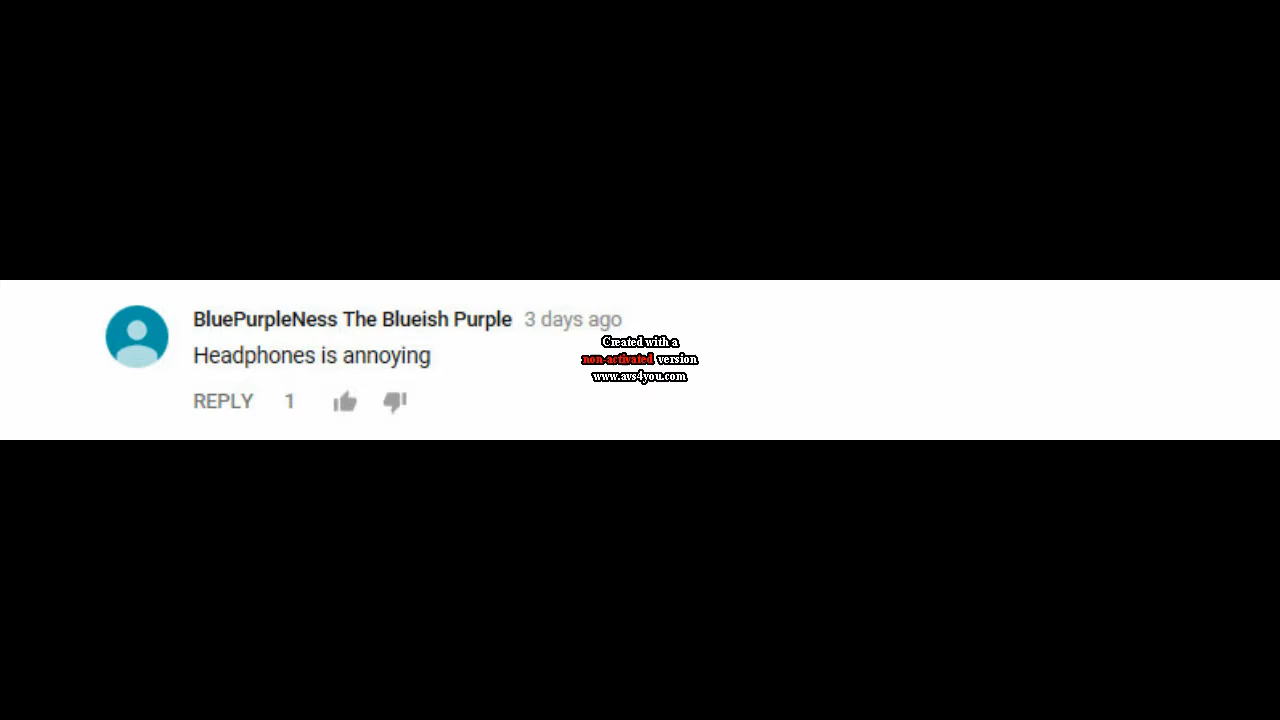 BluePurpleNess The Blueish Purple 3 days ago
Headphones is annoying
REPLY 1
Created with a
non-activated version
www.avs4you.com